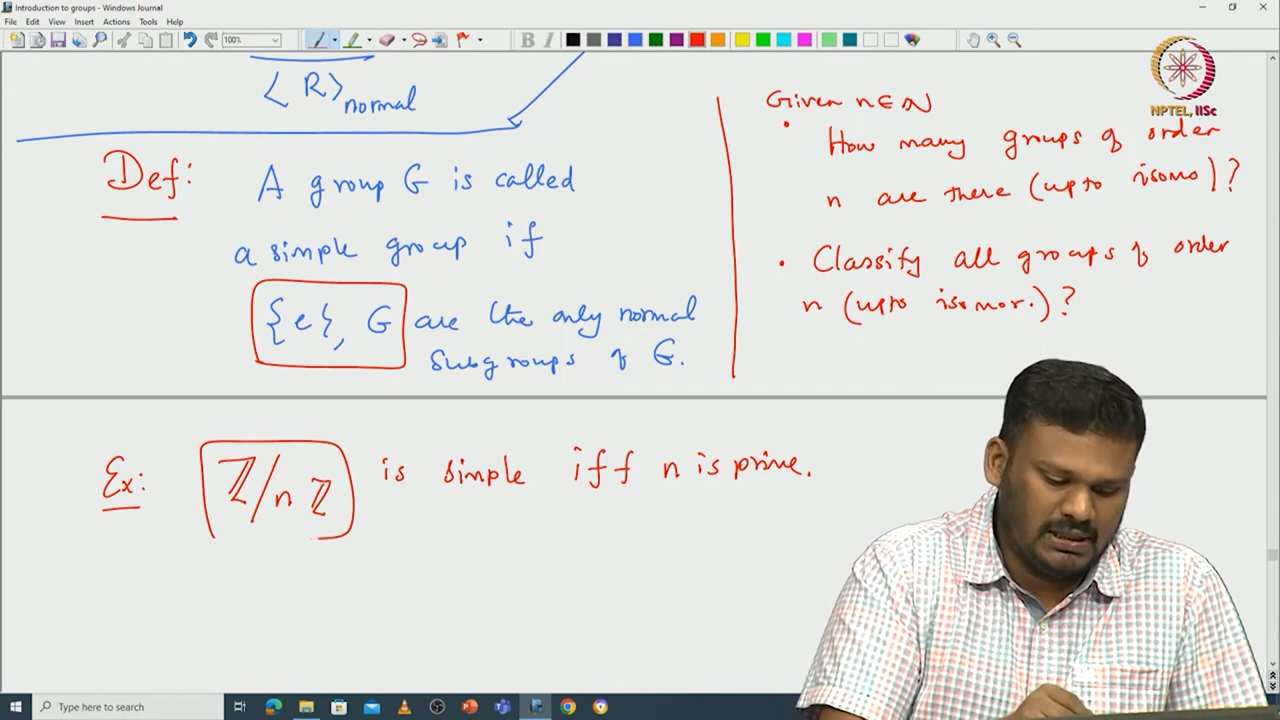 Introduction to groups - Windows Journal
File Edit View Insert Actions Tools Help
100%
B I
NPTEL, IISc
⟨ R ⟩ normal
Def: A group G is called
a simple group if
{e}, G are the only normal
subgroups of G.
Given n ∈ ℕ
• How many groups of order
n are there (upto isomo)?
• Classify all groups of order
n (upto isomor.)?
Ex: ℤ/nℤ is simple iff n is prime.
Type here to search